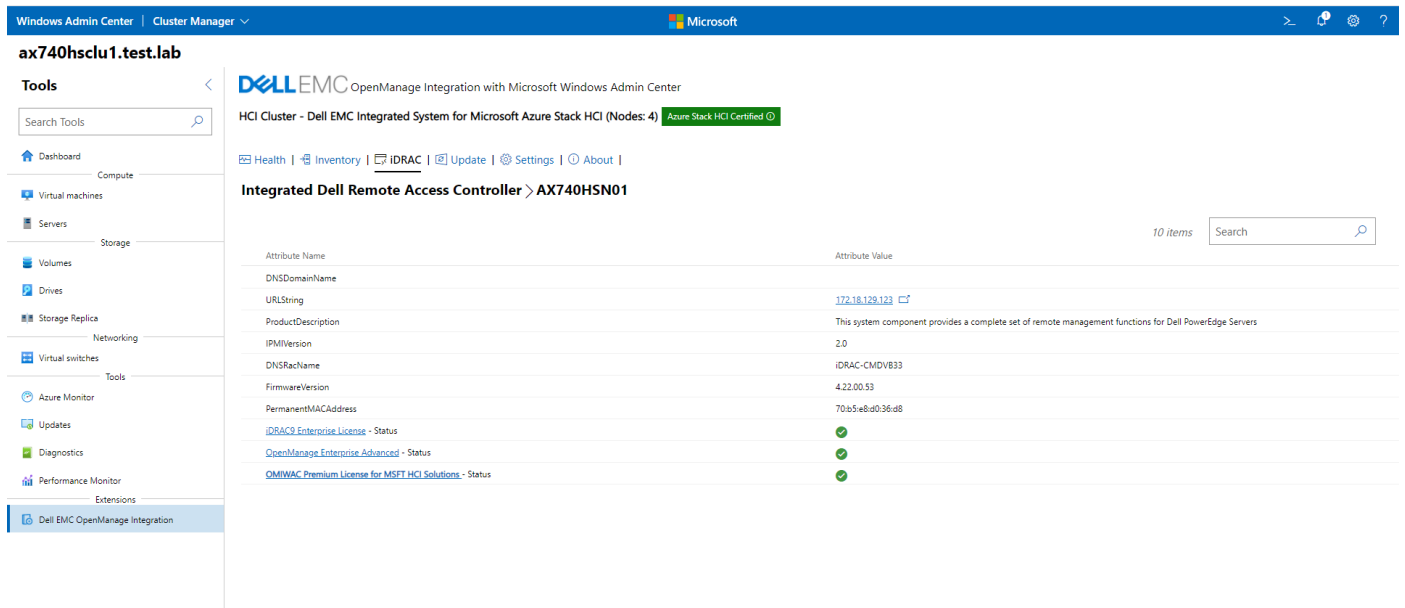 Windows Admin Center | Cluster Manager
Microsoft
ax740hsclu1.test.lab
Tools
Search Tools
Dashboard
Compute
Virtual machines
Servers
Storage
Volumes
Drives
Storage Replica
Networking
Virtual switches
Tools
Azure Monitor
Updates
Diagnostics
Performance Monitor
Extensions
Dell EMC OpenManage Integration
DELL EMC OpenManage Integration with Microsoft Windows Admin Center
HCI Cluster - Dell EMC Integrated System for Microsoft Azure Stack HCI (Nodes: 4) Azure Stack HCI Certified
Health | Inventory | iDRAC | Update | Settings | About |
Integrated Dell Remote Access Controller > AX740HSN01
10 items Search
Attribute Name Attribute Value
DNSDomainName
URLString 172.18.129.123
ProductDescription This system component provides a complete set of remote management functions for Dell PowerEdge Servers
IPMIVersion 2.0
DNSRacName iDRAC-CMDVB33
FirmwareVersion 4.22.00.53
PermanentMACAddress 70:b5:e8:d0:36:d8
iDRAC9 Enterprise License - Status
OpenManage Enterprise Advanced - Status
OMIWAC Premium License for MSFT HCI Solutions - Status